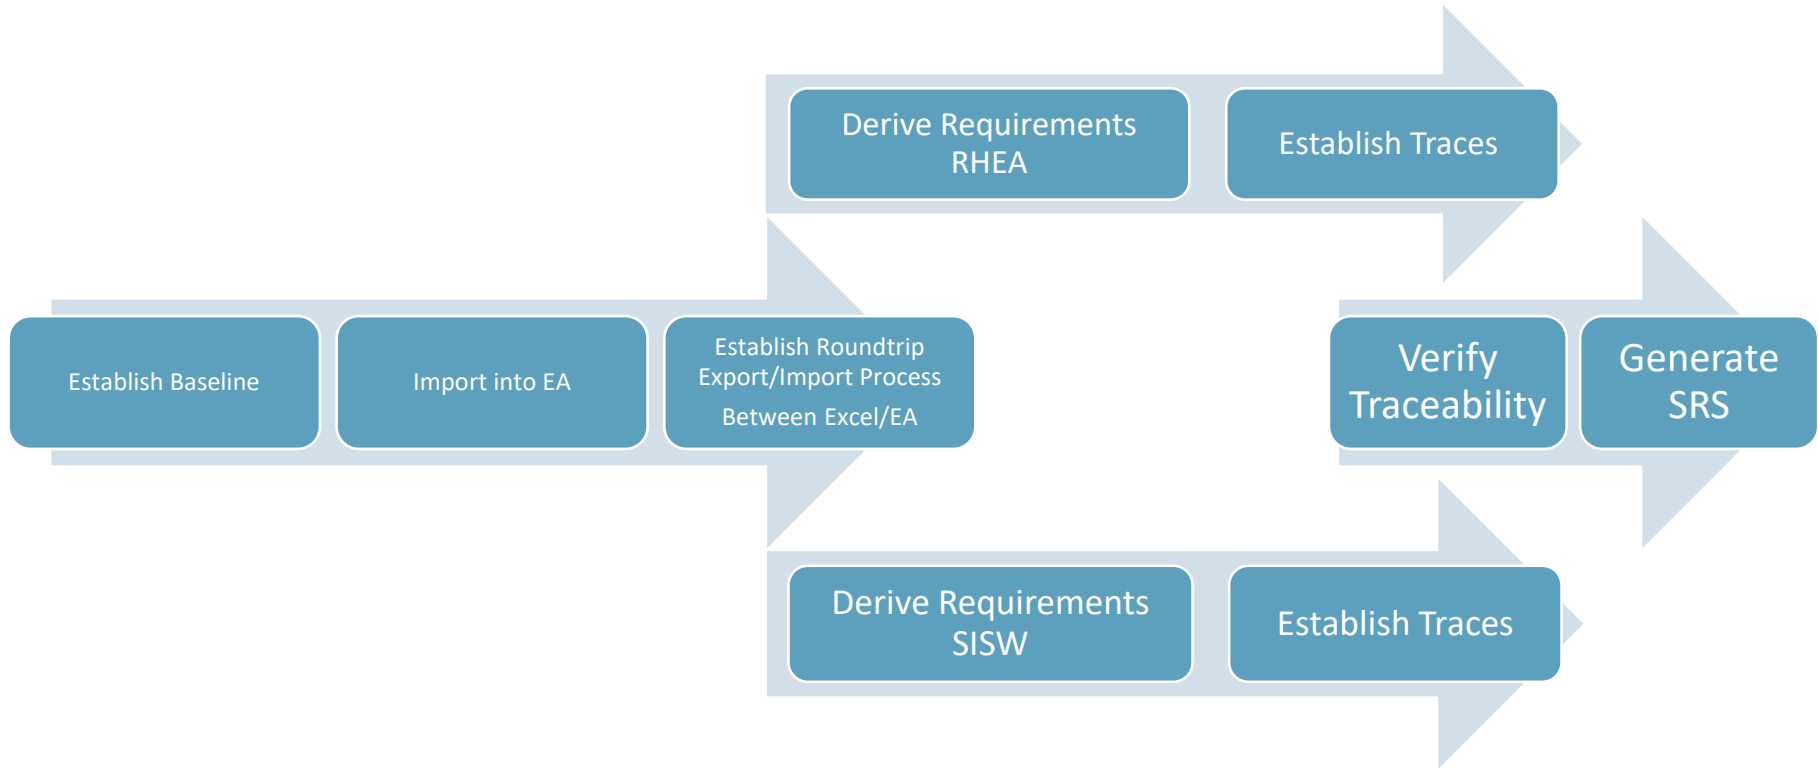 Derive Requirements
RHEA
Establish Traces
Establish Baseline
Import into EA
Establish Roundtrip
Export/Import Process
Between Excel/EA
Verify
Traceability
Generate
SRS
Derive Requirements
SISW
Establish Traces